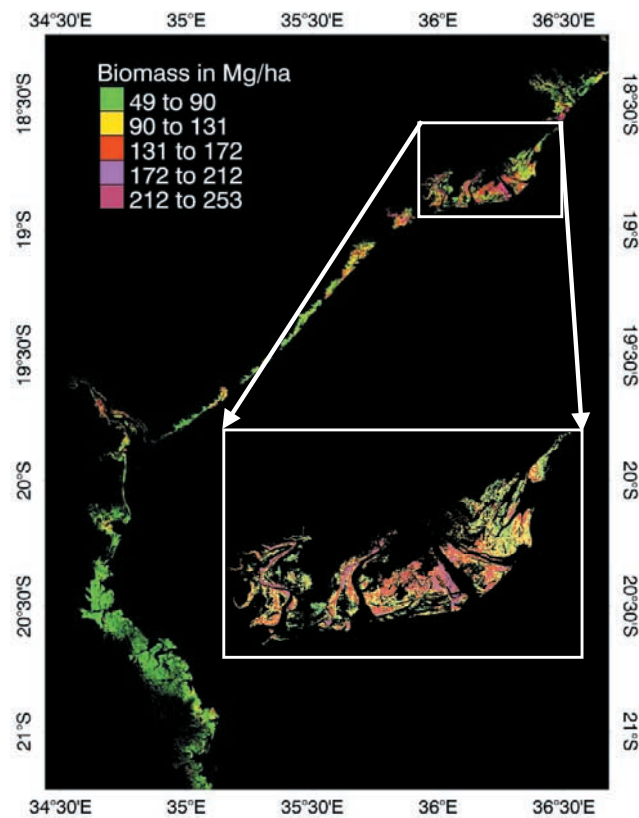 34°30'E 35°E 35°30'E 36°E 36°30'E
Biomass in Mg/ha
49 to 90
90 to 131
131 to 172
172 to 212
212 to 253
18°30'S 18°30'S
19°S 19°S
19°30'S 19°30'S
20°S 20°S
20°30'S 20°30'S
21°S 21°S
34°30'E 35°E 35°50'E 36°E 36°30'E